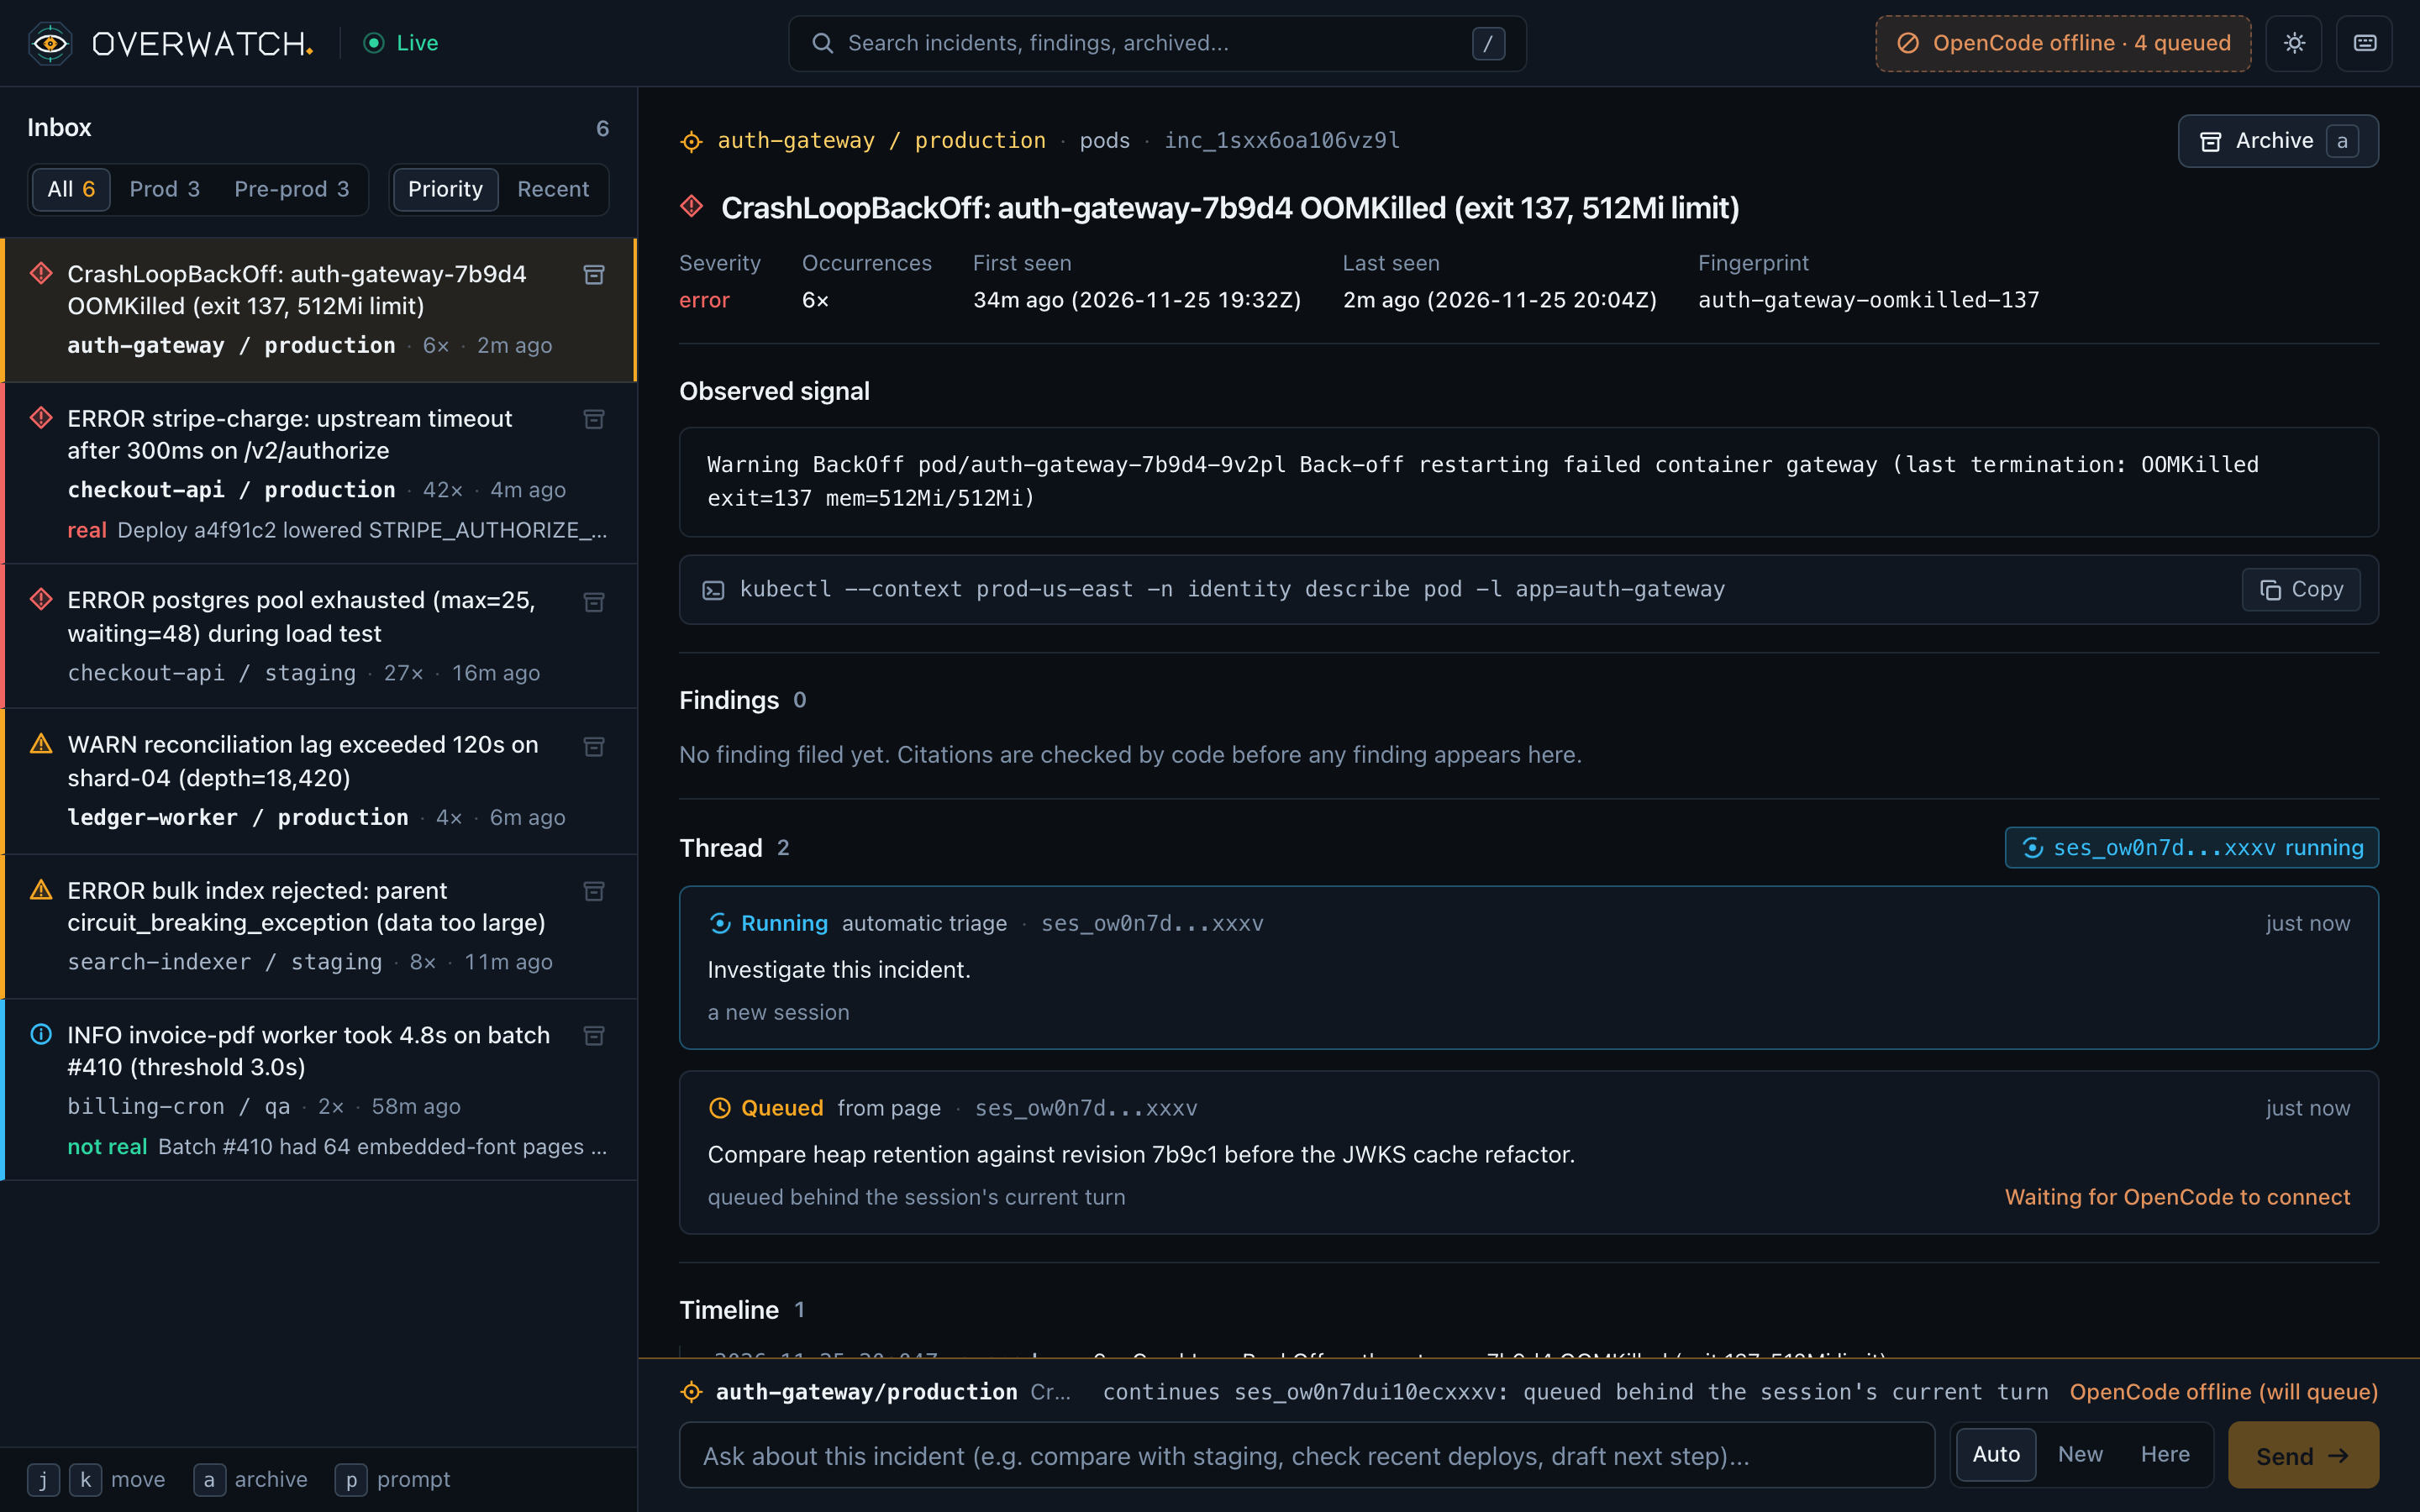 OVERWATCH.
Live
Search incidents, findings, archived...
/
OpenCode offline · 4 queued
Inbox
6
All 6
Prod 3
Pre-prod 3
Priority
Recent
CrashLoopBackOff: auth-gateway-7b9d4
OOMKilled (exit 137, 512Mi limit)
auth-gateway / production · 6× · 2m ago
ERROR stripe-charge: upstream timeout
after 300ms on /v2/authorize
checkout-api / production · 42× · 4m ago
real Deploy a4f91c2 lowered STRIPE_AUTHORIZE_...
ERROR postgres pool exhausted (max=25,
waiting=48) during load test
checkout-api / staging · 27× · 16m ago
WARN reconciliation lag exceeded 120s on
shard-04 (depth=18,420)
ledger-worker / production · 4× · 6m ago
ERROR bulk index rejected: parent
circuit_breaking_exception (data too large)
search-indexer / staging · 8× · 11m ago
INFO invoice-pdf worker took 4.8s on batch
#410 (threshold 3.0s)
billing-cron / qa · 2× · 58m ago
not real Batch #410 had 64 embedded-font pages ...
j k move a archive p prompt
auth-gateway / production · pods · inc_1sxx6oa106vz9l
Archive a
CrashLoopBackOff: auth-gateway-7b9d4 OOMKilled (exit 137, 512Mi limit)
Severity Occurrences First seen Last seen Fingerprint
error 6× 34m ago (2026-11-25 19:32Z) 2m ago (2026-11-25 20:04Z) auth-gateway-oomkilled-137
Observed signal
Warning BackOff pod/auth-gateway-7b9d4-9v2pl Back-off restarting failed container gateway (last termination: OOMKilled
exit=137 mem=512Mi/512Mi)
kubectl --context prod-us-east -n identity describe pod -l app=auth-gateway
Copy
Findings 0
No finding filed yet. Citations are checked by code before any finding appears here.
Thread 2
ses_ow0n7d...xxxv running
Running automatic triage · ses_ow0n7d...xxxv
just now
Investigate this incident.
a new session
Queued from page · ses_ow0n7d...xxxv
just now
Compare heap retention against revision 7b9c1 before the JWKS cache refactor.
queued behind the session's current turn
Waiting for OpenCode to connect
Timeline 1
auth-gateway/production Cr... continues ses_ow0n7dui10ecxxxv: queued behind the session's current turn OpenCode offline (will queue)
Ask about this incident (e.g. compare with staging, check recent deploys, draft next step)...
Auto New Here
Send →